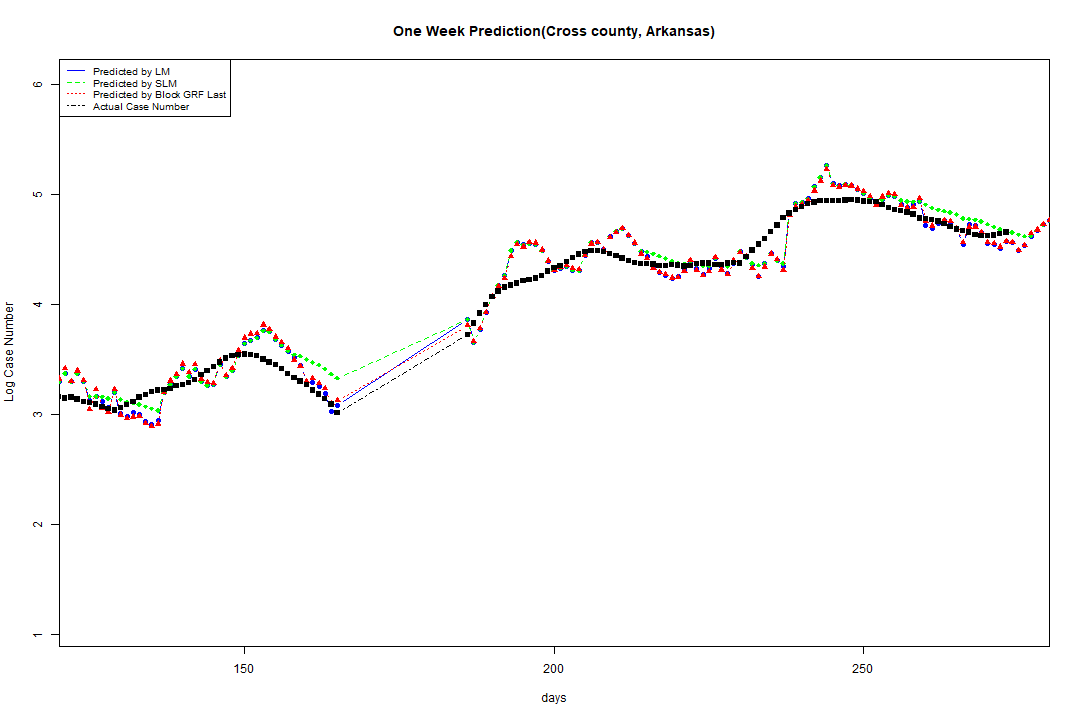 One Week Prediction(Cross county, Arkansas)
Predicted by LM
Predicted by SLM
Predicted by Block GRF Last
Actual Case Number
6
5
4
3
2
1
Log Case Number
150
200
250
days